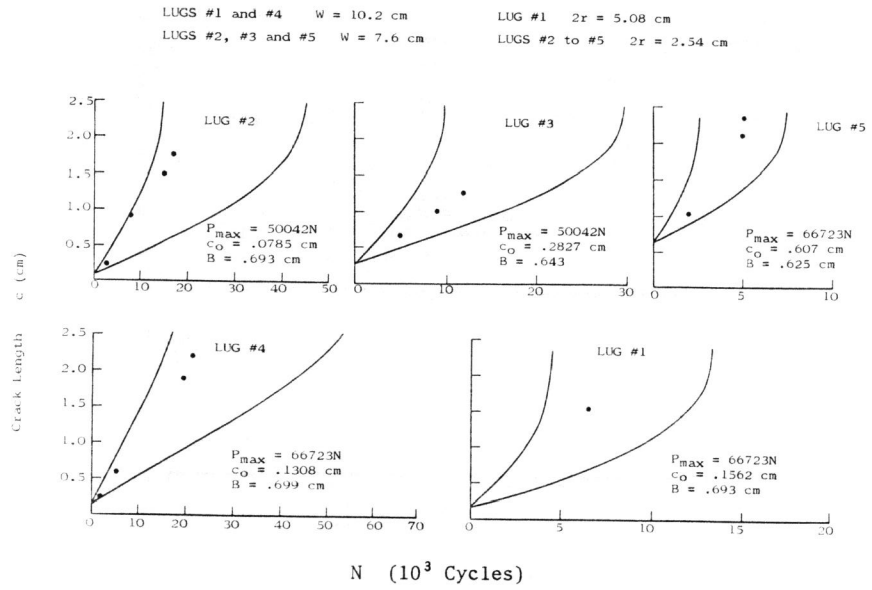 LUGS #1 and #4 W = 10.2 cm
LUG #1 2r = 5.08 cm
LUGS #2, #3 and #5 W = 7.6 cm
LUGS #2 to #5 2r = 2.54 cm
Crack Length c (cm)
2.5
2.0
1.5
1.0
0.5
LUG #2
P_max = 50042N
c_o = .0785 cm
B = .693 cm
0 10 20 30 40 50
LUG #3
P_max = 50042N
c_o = .2827 cm
B = .643
0 10 20 30
LUG #5
P_max = 66723N
c_o = .607 cm
B = .625 cm
0 5 10
2.5
2.0
1.5
1.0
0.5
LUG #4
P_max = 66723N
c_o = .1308 cm
B = .699 cm
0 10 20 30 40 50 60 70
LUG #1
P_max = 66723N
c_o = .1562 cm
B = .693 cm
0 5 10 15 20
N (10³ Cycles)